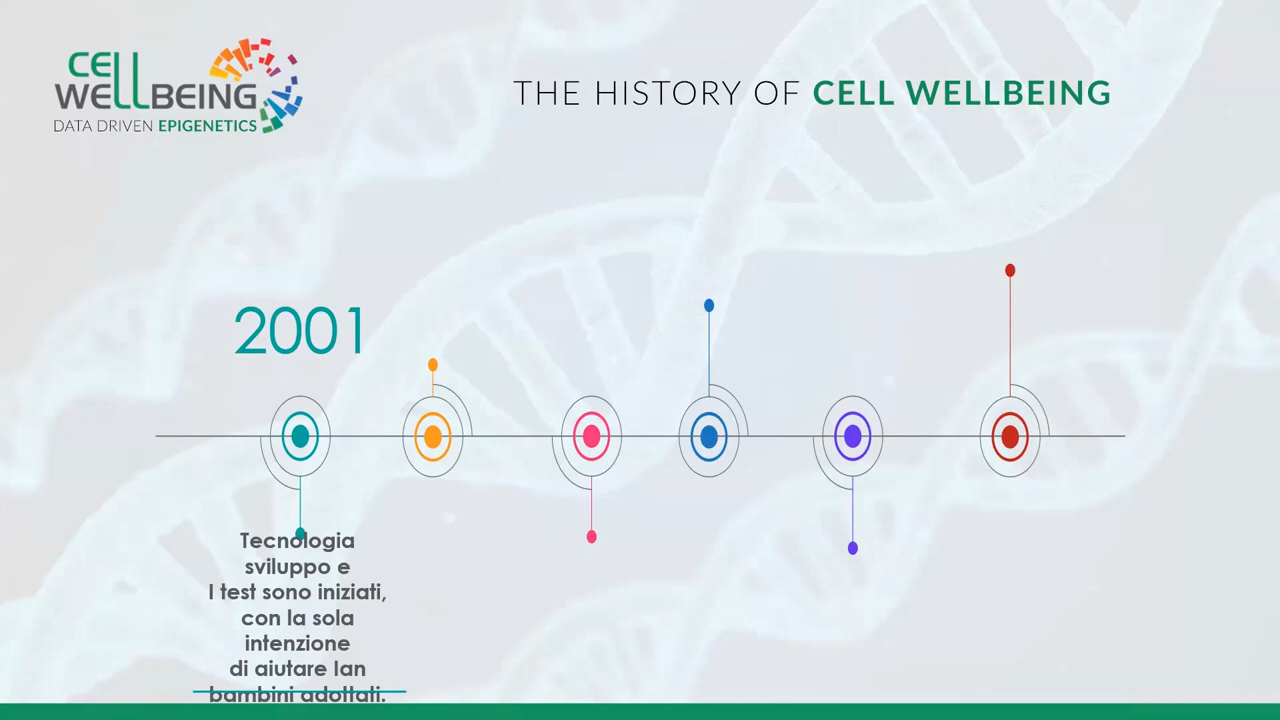 CELL
WELLBEING
DATA DRIVEN EPIGENETICS
THE HISTORY OF CELL WELLBEING
2001
Tecnologia
sviluppo e
I test sono iniziati,
con la sola
intenzione
di aiutare Ian
bambini adottati.